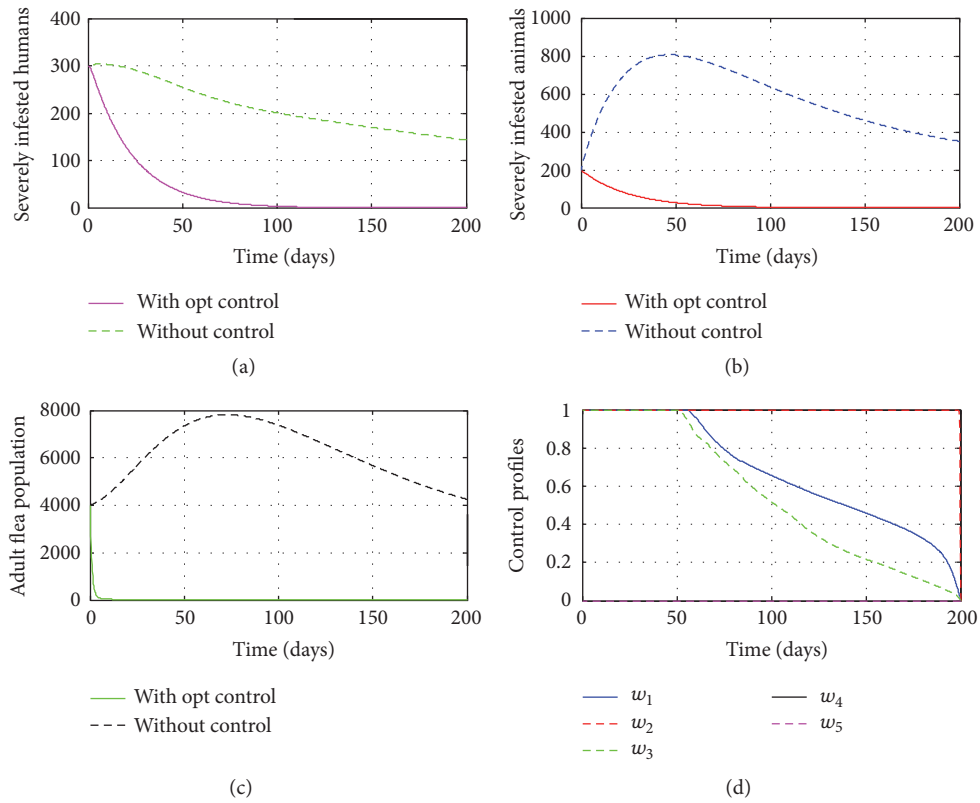 400
300
200
100
0
Severely infested humans
0 50 100 150 200
Time (days)
With opt control
Without control
(a)
1000
800
600
400
200
0
Severely infested animals
0 50 100 150 200
Time (days)
With opt control
Without control
(b)
8000
6000
4000
2000
0
Adult flea population
0 50 100 150 200
Time (days)
With opt control
Without control
(c)
1
0.8
0.6
0.4
0.2
0
Control profiles
0 50 100 150 200
Time (days)
w₁ w₄
w₂ w₅
w₃
(d)